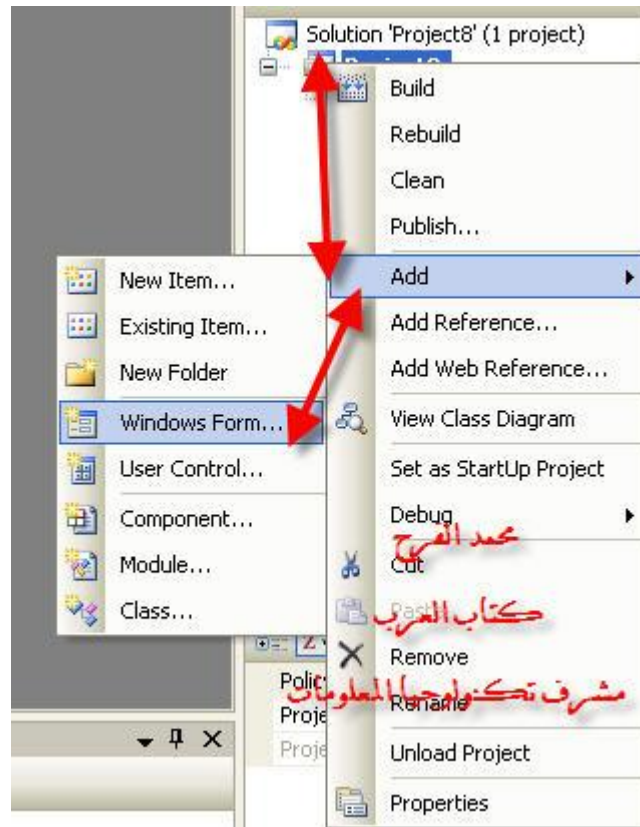 Solution 'Project8' (1 project)
Build
Rebuild
Clean
Publish...
Add
Add Reference...
Add Web Reference...
View Class Diagram
Set as StartUp Project
Debug
Cut
Paste
Remove
Rename
Unload Project
Properties
New Item...
Existing Item...
New Folder
Windows Form...
User Control...
Component...
Module...
Class...
محمد الفرح
كتاب العرب
مشرف تكنولوجيا المعلومات